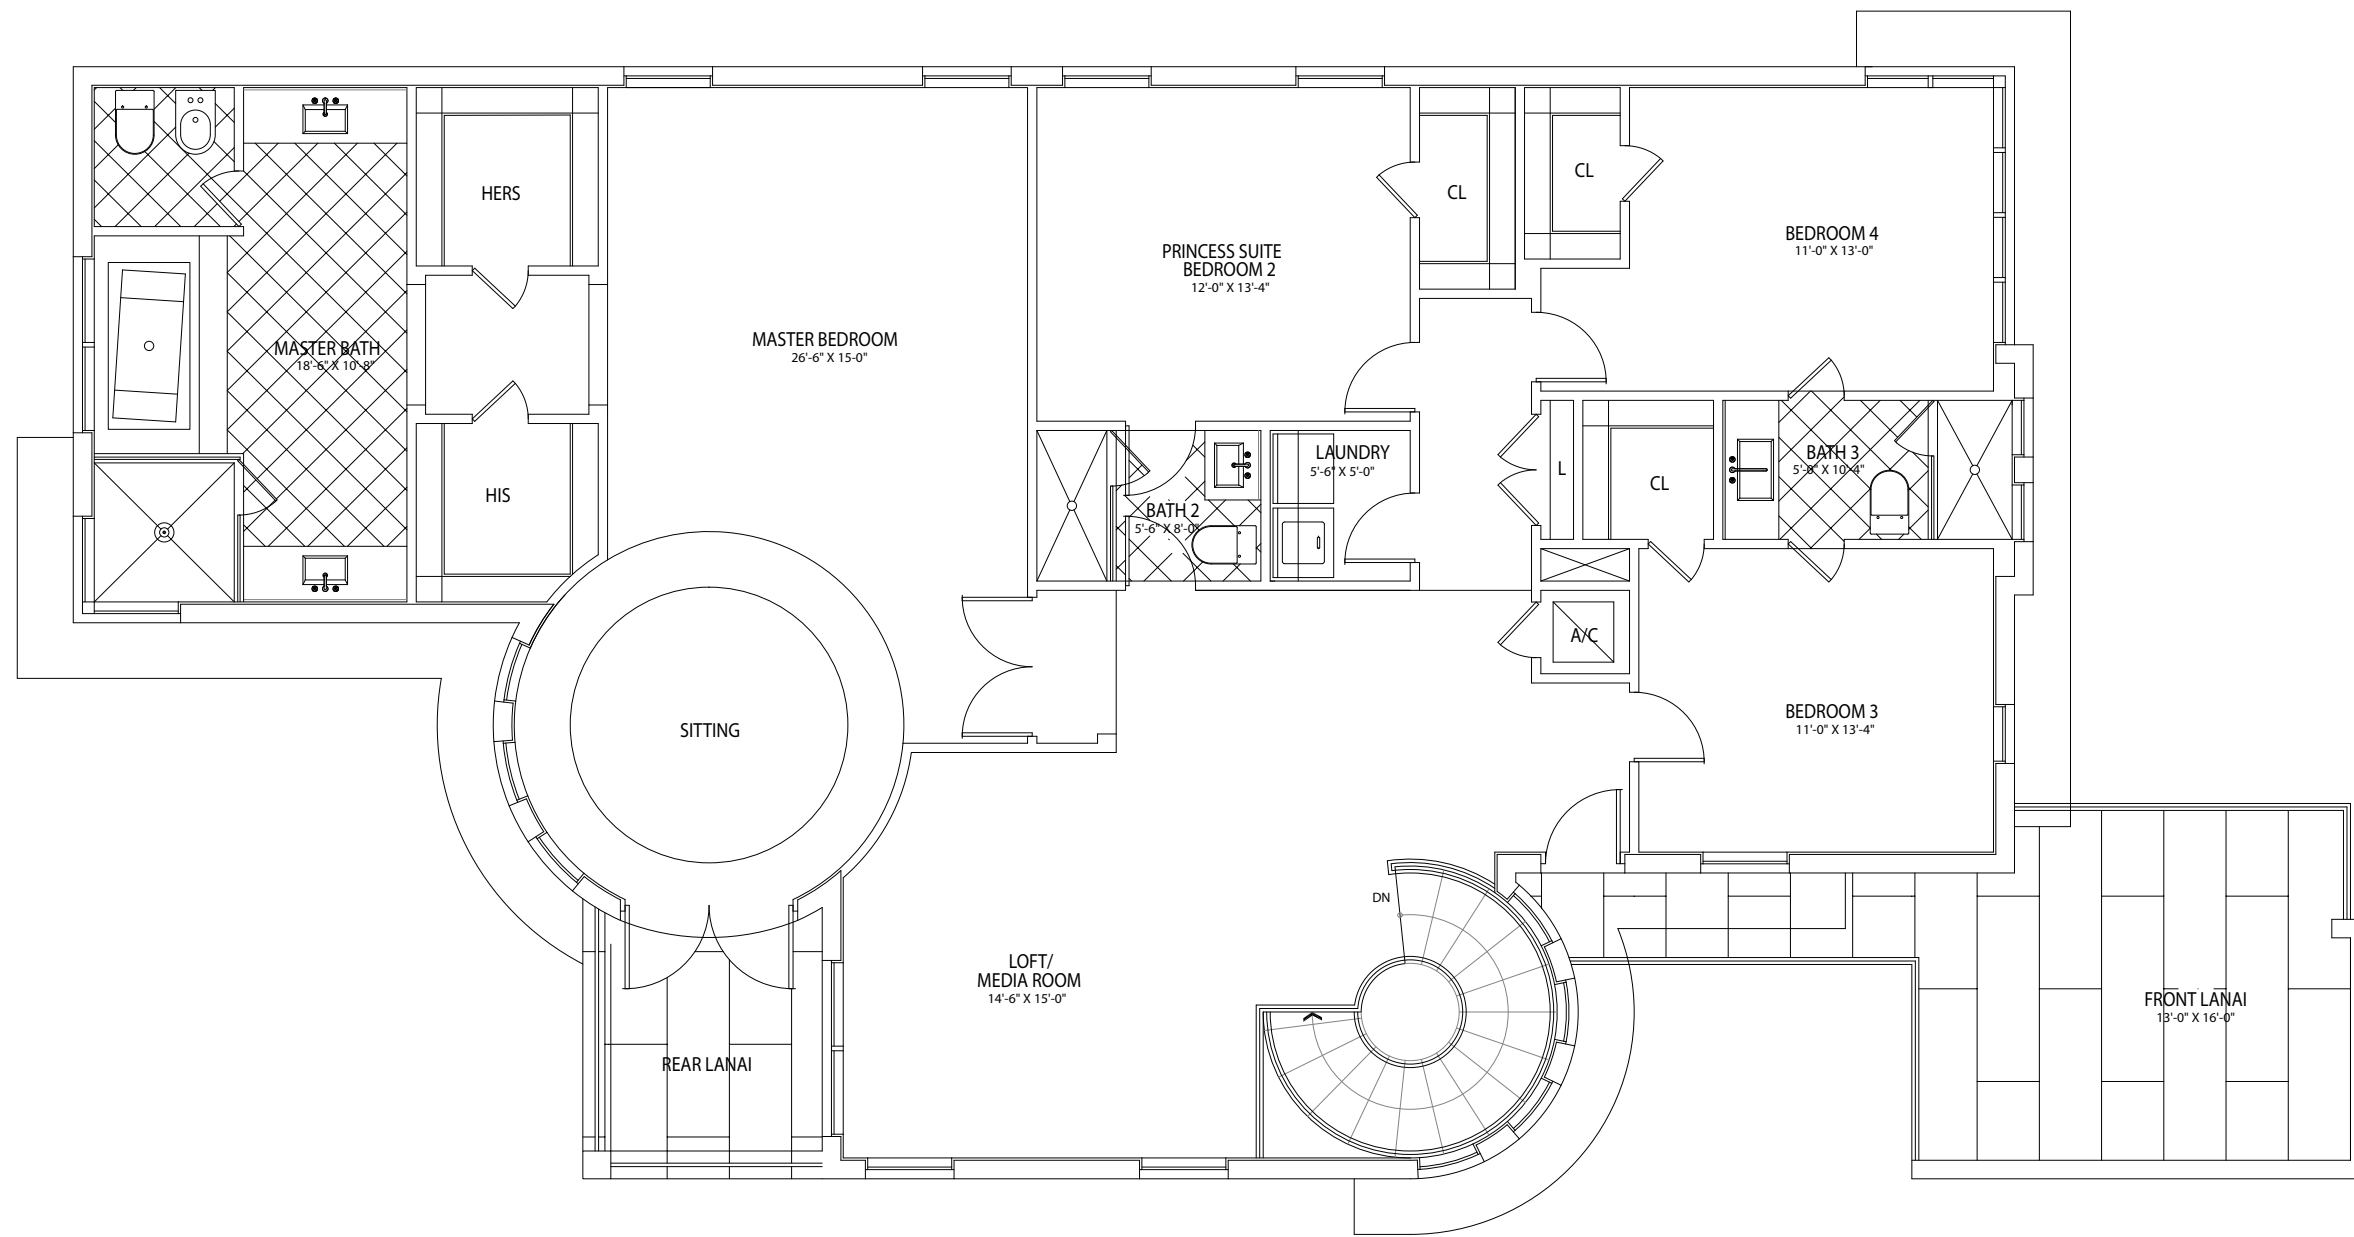 HERS
CL
CL
BEDROOM 4
11'-0" X 13'-0"
PRINCESS SUITE
BEDROOM 2
12'-0" X 13'-4"
MASTER BEDROOM
26'-6" X 15-0"
MASTER BATH
18'-6" X 10'-8"
HIS
LAUNDRY
5'-6" X 5'-0"
L
CL
BATH 3
5'-0" X 10'-4"
BATH 2
5'-6" X 8'-0"
A/C
SITTING
BEDROOM 3
11'-0" X 13'-4"
DN
LOFT/
MEDIA ROOM
14'-6" X 15'-0"
FRONT LANAI
13'-0" X 16'-0"
REAR LANAI